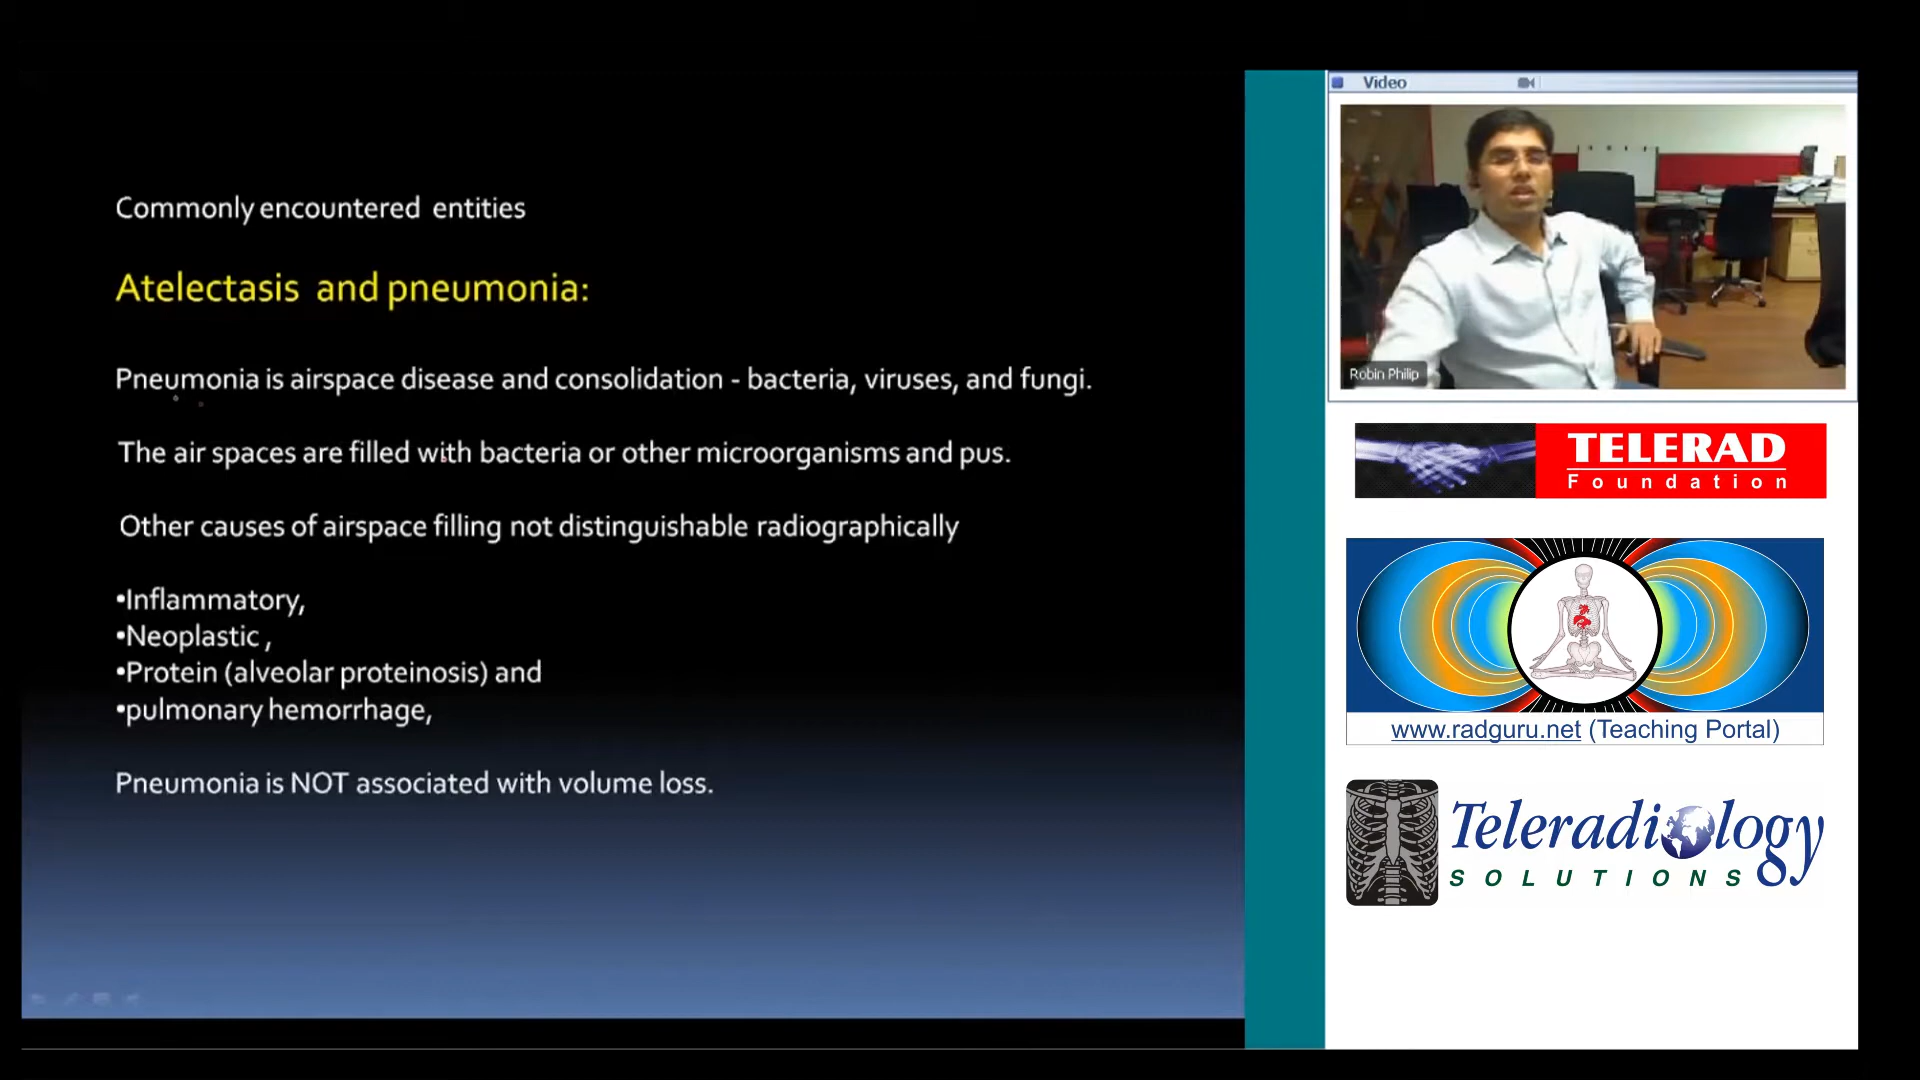 Commonly encountered entities
Atelectasis and pneumonia:
Pneumonia is airspace disease and consolidation - bacteria, viruses, and fungi.
The air spaces are filled with bacteria or other microorganisms and pus.
Other causes of airspace filling not distinguishable radiographically
•Inflammatory,
•Neoplastic ,
•Protein (alveolar proteinosis) and
•pulmonary hemorrhage,
Pneumonia is NOT associated with volume loss.
Video
Robin Philip
TELERAD
Foundation
www.radguru.net (Teaching Portal)
Teleradiology
SOLUTIONS